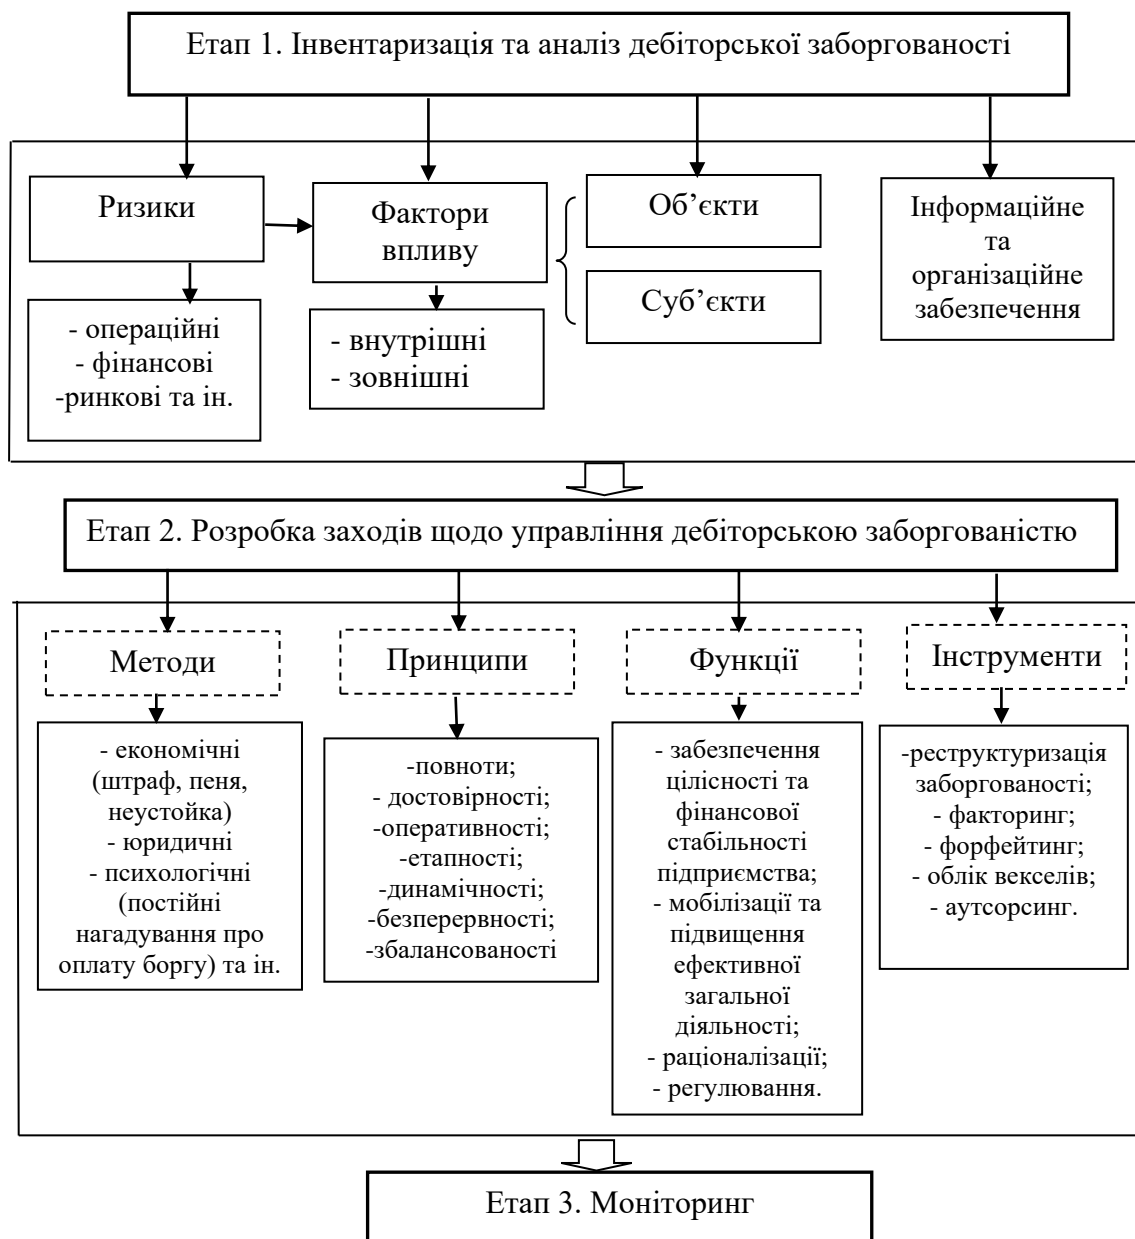 Етап 1. Інвентаризація та аналіз дебіторської заборгованості
Ризики
Фактори
впливу
Об’єкти
Суб’єкти
Інформаційне
та
організаційне
забезпечення
- операційні
- фінансові
-ринкові та ін.
- внутрішні
- зовнішні
Етап 2. Розробка заходів щодо управління дебіторською заборгованістю
Методи
Принципи
Функції
Інструменти
- економічні
(штраф, пеня,
неустойка)
- юридичні
- психологічні
(постійні
нагадування про
оплату боргу) та ін.
-повноти;
- достовірності;
-оперативності;
-етапності;
-динамічності;
-безперервності;
-збалансованості
- забезпечення
цілісності та
фінансової
стабільності
підприємства;
- мобілізації та
підвищення
ефективної
загальної
діяльності;
- раціоналізації;
- регулювання.
-реструктуризація
заборгованості;
- факторинг;
- форфейтинг;
- облік векселів;
- аутсорсинг.
Етап 3. Моніторинг